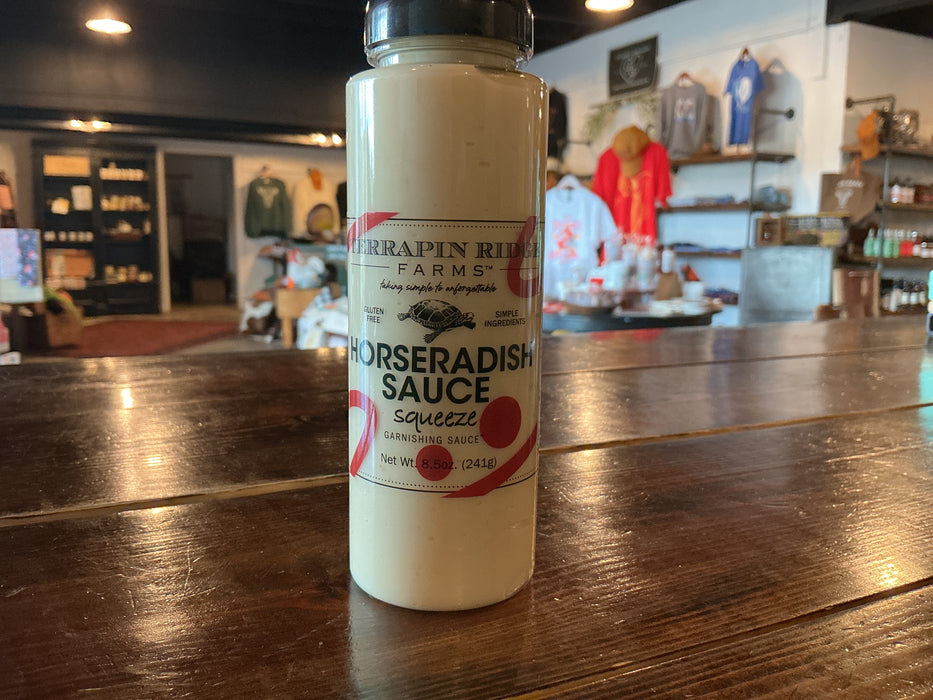 TERRAPIN RIDGE
FARMS™
taking simple to unforgettable
GLUTEN
FREE
SIMPLE
INGREDIENTS
HORSERADISH
SAUCE
squeeze
GARNISHING SAUCE
Net Wt. 8.5oz. (241g)